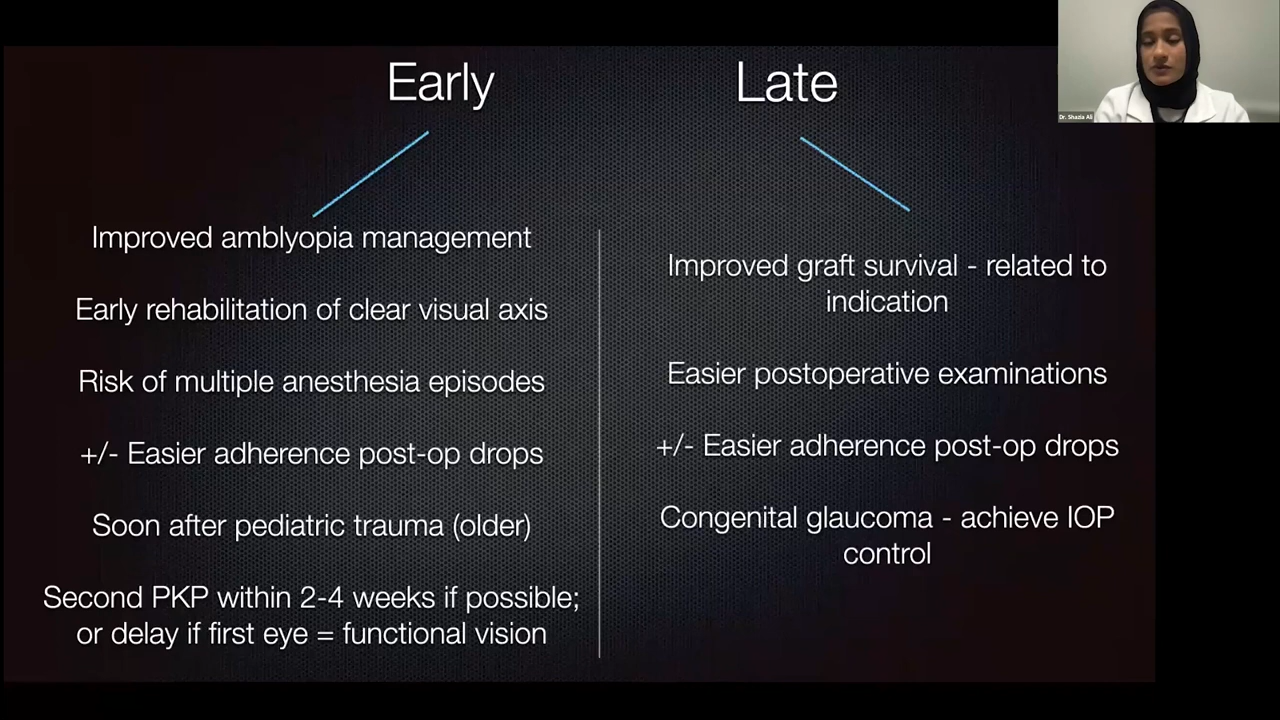 Early
Late
Dr. Shazia Ali
Improved amblyopia management
Early rehabilitation of clear visual axis
Risk of multiple anesthesia episodes
+/- Easier adherence post-op drops
Soon after pediatric trauma (older)
Second PKP within 2-4 weeks if possible;
or delay if first eye = functional vision
Improved graft survival - related to
indication
Easier postoperative examinations
+/- Easier adherence post-op drops
Congenital glaucoma - achieve IOP
control